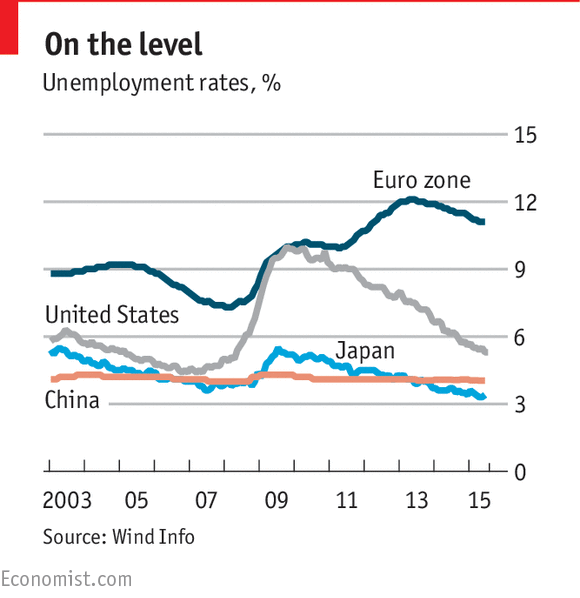 On the level
Unemployment rates, %
15
Euro zone
12
9
United States
6
Japan
China
3
0
2003 05 07 09 11 13 15
Source: Wind Info
Economist.com